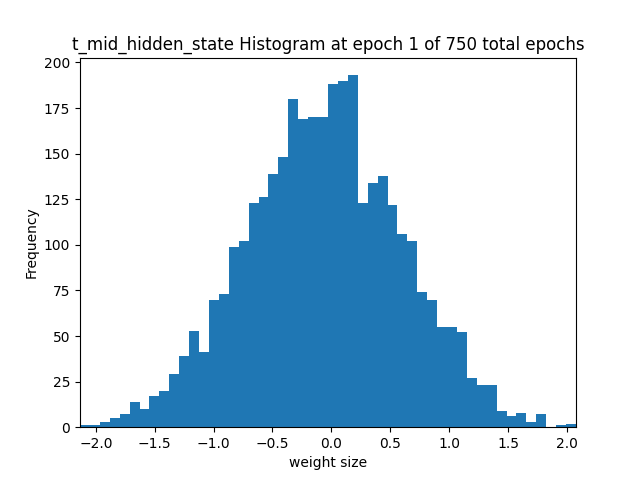 t_mid_hidden_state Histogram at epoch 1 of 750 total epochs
200
175
150
125
100
75
50
25
0
Frequency
−2.0 −1.5 −1.0 −0.5 0.0 0.5 1.0 1.5 2.0
weight size